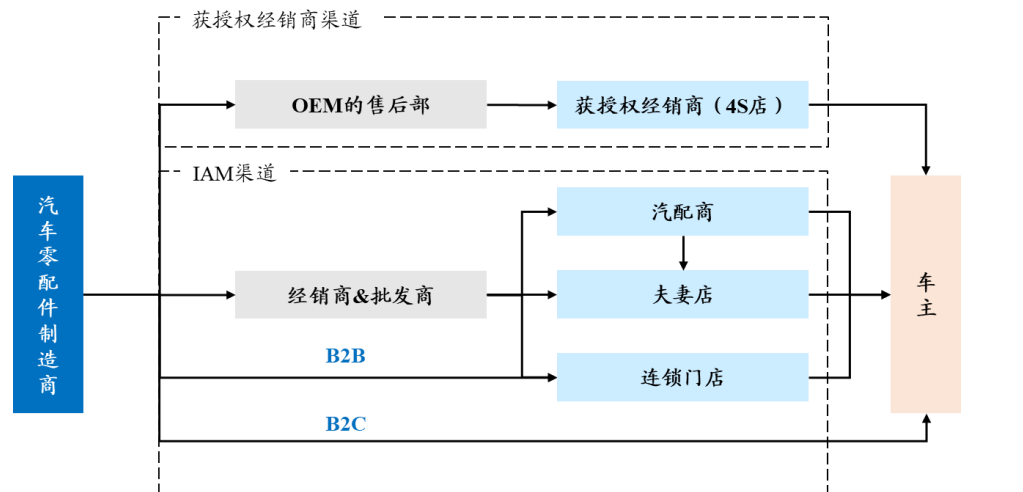 获授权经销商渠道
OEM的售后部
获授权经销商（4S店）
IAM渠道
汽车零配件制造商
汽配商
经销商&批发商
夫妻店
车主
B2B
连锁门店
B2C